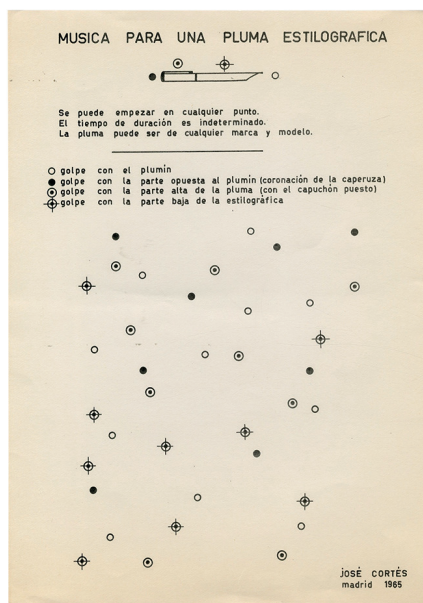 MUSICA PARA UNA PLUMA ESTILOGRAFICA
Se puede empezar en cualquier punto.
El tiempo de duración es indeterminado.
La pluma puede ser de cualquier marca y modelo.
golpe con el plumín
golpe con la parte opuesta al plumín (coronación de la caperuza)
golpe con la parte alta de la pluma (con el capuchón puesto)
golpe con la parte baja de la estilográfica
JOSÉ CORTÉS
madrid 1965